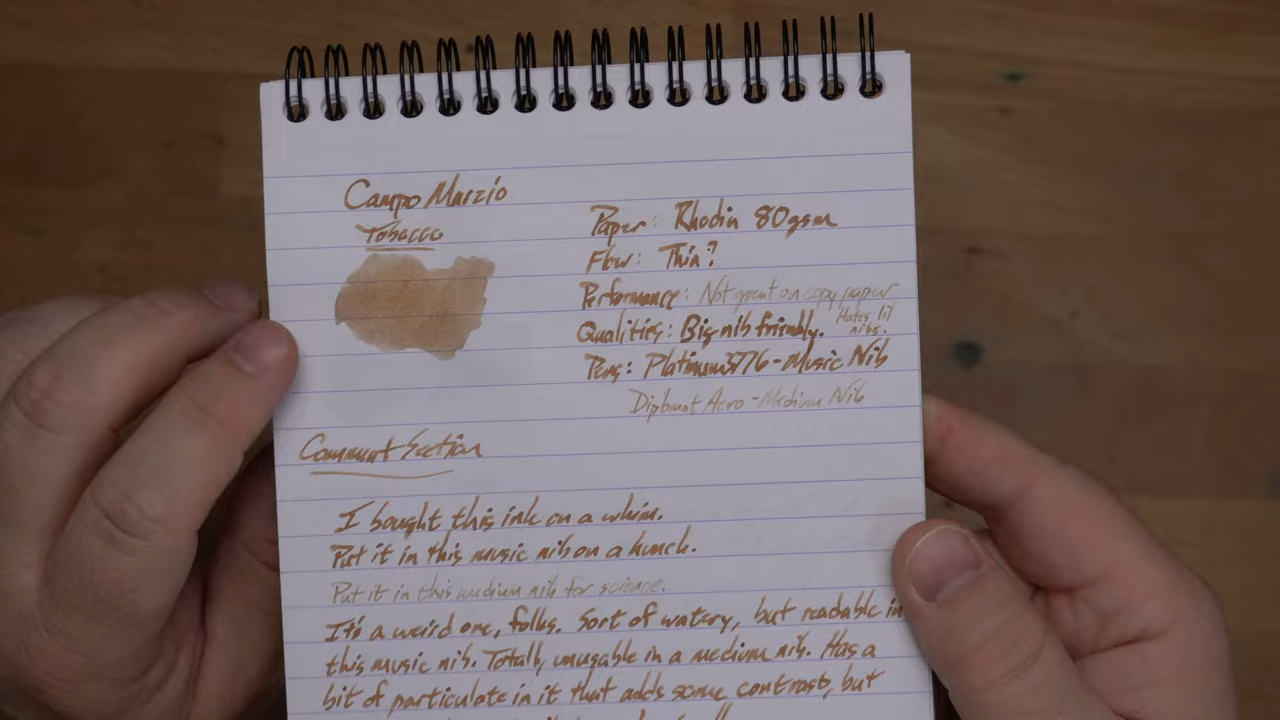 Campo Marzio
Tobacco
Paper: Rhodia 80gsm
Flow: Thin?
Performance: Not great on copy paper
Qualities: Big nib friendly. Hates lil nibs.
Pens: Platinum 3776 - Music Nib
Diplomat Aero - Medium Nib
Comment Section
I bought this ink on a whim.
Put it in this music nib on a hunch.
Put it in this medium nib for science.
It's a weird one, folks. Sort of watery, but readable in
this music nib. Totally unusable in a medium nib. Has a
bit of particulate in it that adds some contrast, but